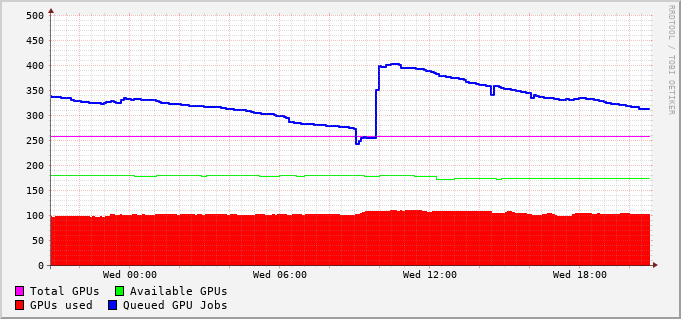 500
450
400
350
300
250
200
150
100
50
0
Wed 00:00 Wed 06:00 Wed 12:00 Wed 18:00
Total GPUs Available GPUs
GPUs used Queued GPU Jobs
RRDTOOL / TOBI OETIKER